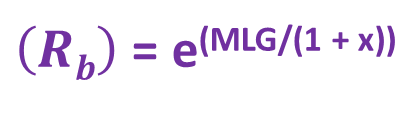 (R_b) = e^(MLG/(1 + x))